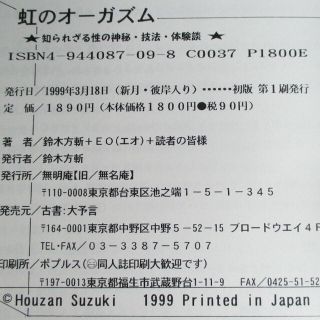 虹のオーガズム
★知られざる性の神秘・技法・体験談★
ISBN4-944087-09-8 C0037 P1800E
発行日／1999年3月18日（新月・彼岸入り）……初版 第1刷発行
定 価／1890円（本体価格1800円●税90円）
著 者／鈴木方斬＋EO(エオ)＋読者の皆様
発行者／鈴木方斬
発行所／無明庵【旧／無名庵】
〒110-0008東京都台東区池之端1-5-1-345
発売元／古書:大予言
〒164-0001東京都中野区中野5-52-15 ブロードウエイ4F
TEL・FAX／03-3387-5707
印刷所／ポプルス（㊂同人誌印刷大歓迎です）
〒197-0013東京都福生市武蔵野台1-11-9 FAX／0425-51-52
©Houzan Suzuki 1999 Printed in Japan